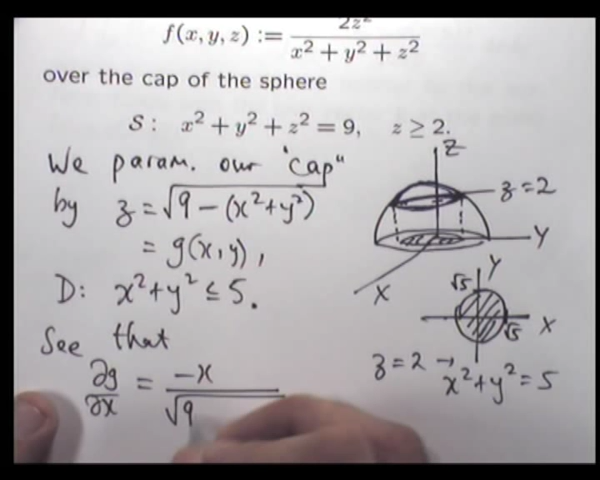 f(x, y, z) := 2z² / (x² + y² + z²)
over the cap of the sphere
S : x² + y² + z² = 9, z ≥ 2.
We param. our "cap"
by z = √(9 − (x²+y²))
= g(x,y),
D: x²+y² ≤ 5.
See that
∂g/∂x = −x / √9
Z
z=2
Y
X
Y
√5
√5
X
z=2 → x²+y²=5